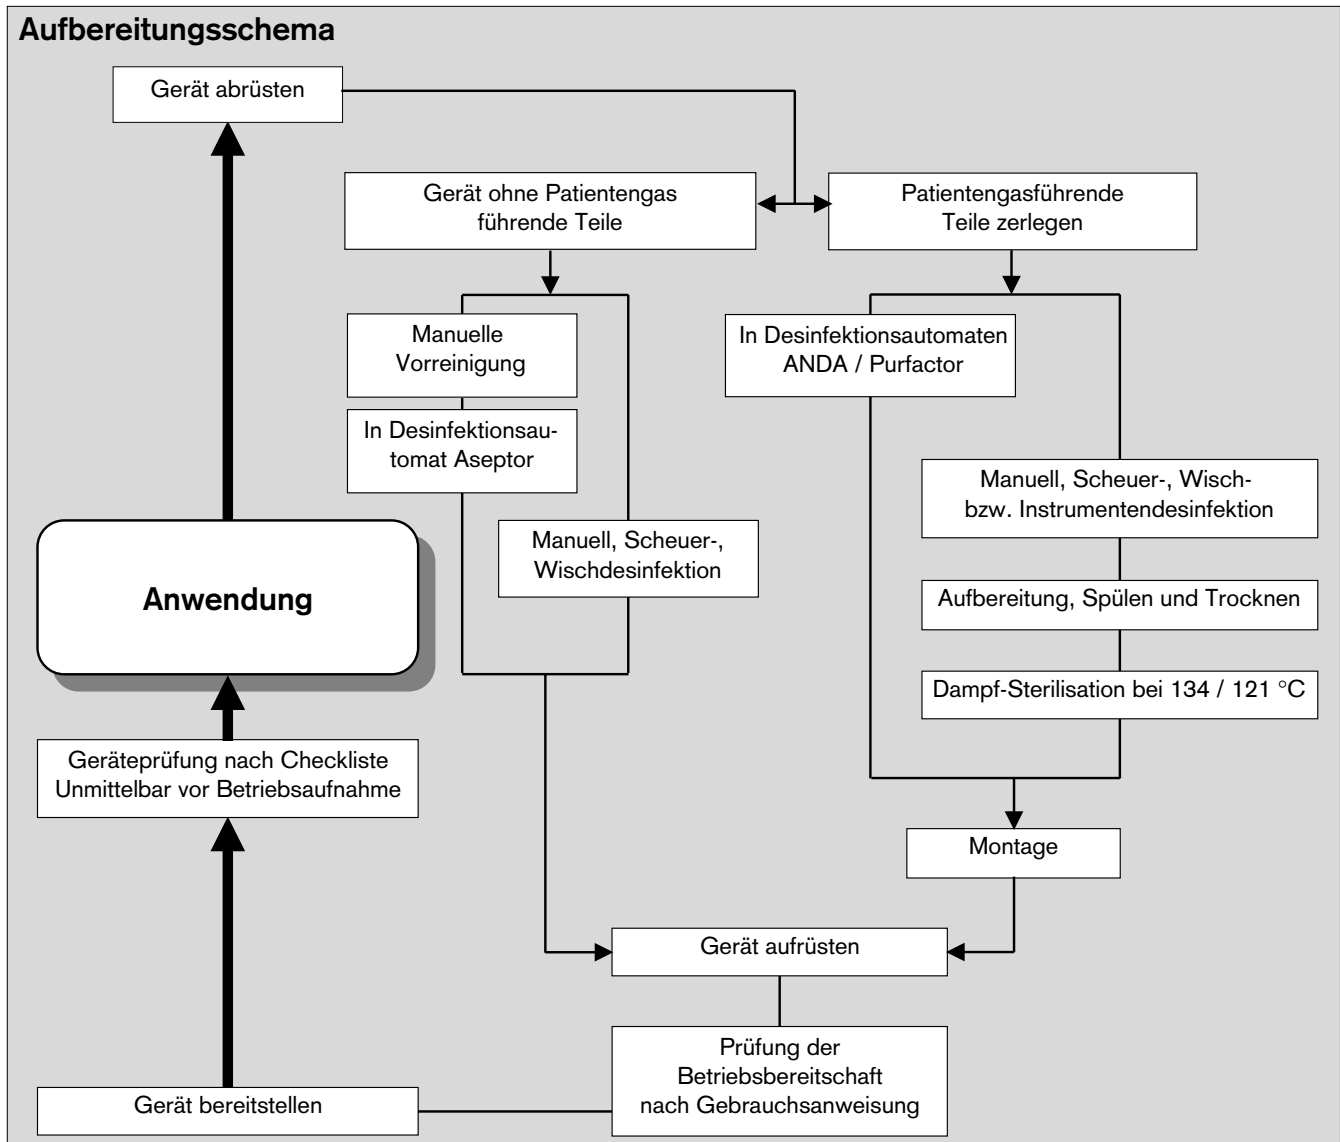 Aufbereitungsschema
Gerät abrüsten
Gerät ohne Patientengas
führende Teile
Patientengasführende
Teile zerlegen
Manuelle
Vorreinigung
In Desinfektionsau-
tomat Aseptor
Manuell, Scheuer-,
Wischdesinfektion
In Desinfektionsautomaten
ANDA / Purfactor
Manuell, Scheuer-, Wisch-
bzw. Instrumentendesinfektion
Aufbereitung, Spülen und Trocknen
Dampf-Sterilisation bei 134 / 121 °C
Montage
Gerät aufrüsten
Prüfung der
Betriebsbereitschaft
nach Gebrauchsanweisung
Gerät bereitstellen
Geräteprüfung nach Checkliste
Unmittelbar vor Betriebsaufnahme
Anwendung